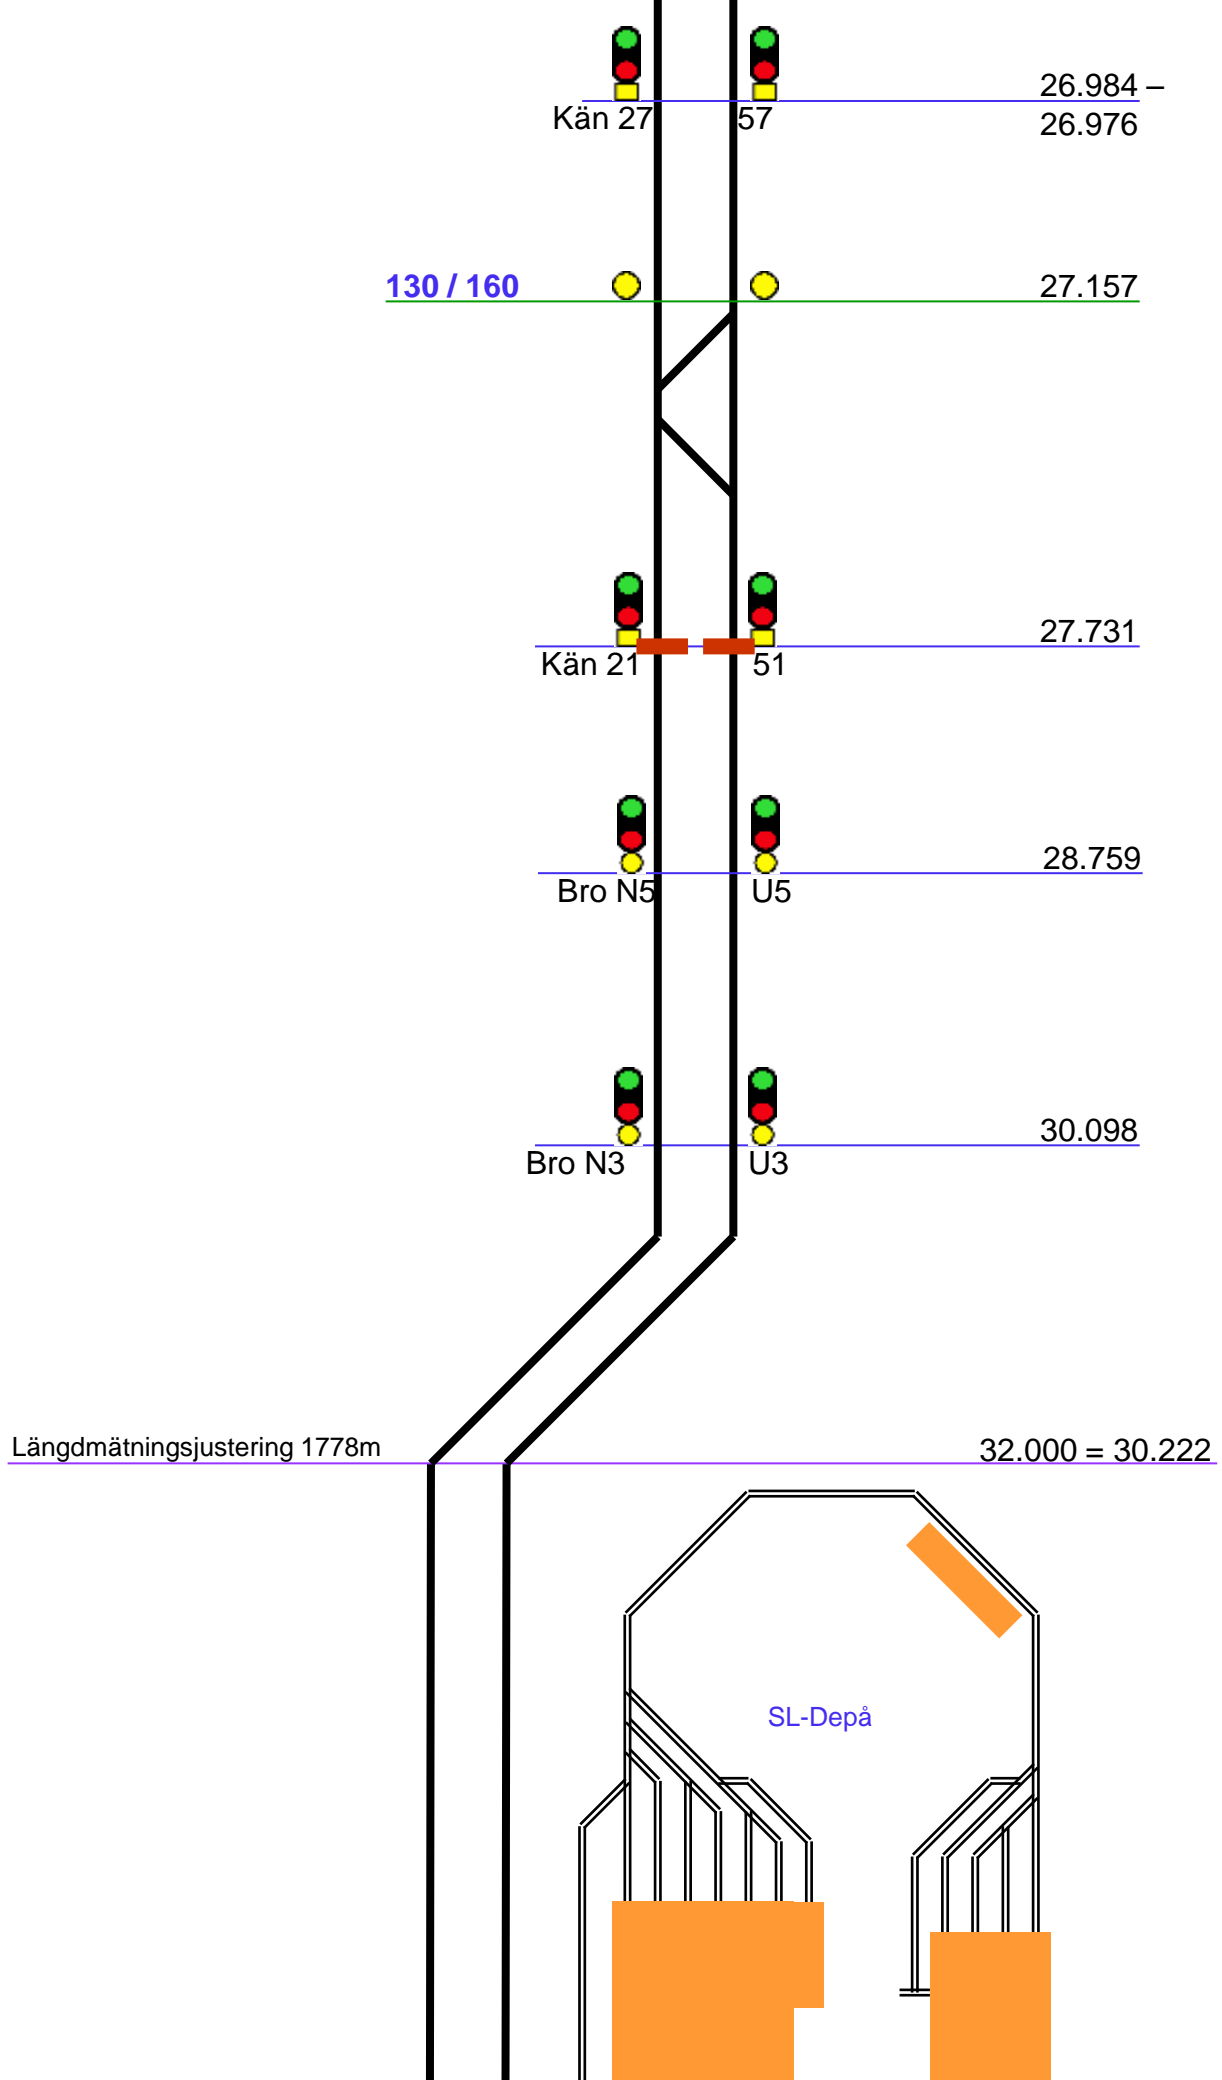 26.984 –
Kän 27 57
26.976
130 / 160 27.157
27.731
Kän 21 51
28.759
Bro N5 U5
30.098
Bro N3 U3
Längdmätningsjustering 1778m 32.000 = 30.222
SL-Depå